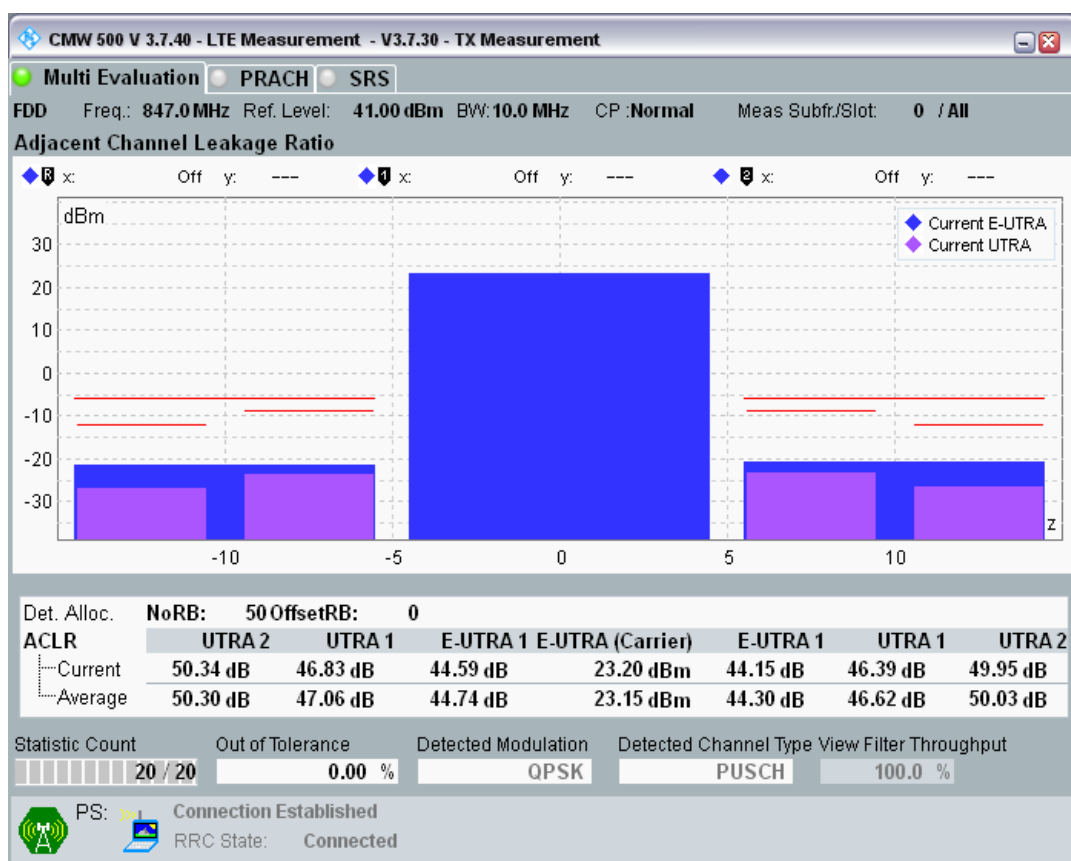 CMW 500 V 3.7.40 - LTE Measurement - V3.7.30 - TX Measurement
Multi Evaluation PRACH SRS
FDD Freq.: 847.0 MHz Ref. Level: 41.00 dBm BW: 10.0 MHz CP : Normal Meas Subfr./Slot: 0 / All
Adjacent Channel Leakage Ratio
R x: Off y: --- 1 x: Off y: --- 2 x: Off y: ---
dBm
Current E-UTRA
Current UTRA
30
20
10
0
-10
-20
-30
z
-10 -5 0 5 10
Det. Alloc. NoRB: 50 OffsetRB: 0
ACLR UTRA 2 UTRA 1 E-UTRA 1 E-UTRA (Carrier) E-UTRA 1 UTRA 1 UTRA 2
Current 50.34 dB 46.83 dB 44.59 dB 23.20 dBm 44.15 dB 46.39 dB 49.95 dB
Average 50.30 dB 47.06 dB 44.74 dB 23.15 dBm 44.30 dB 46.62 dB 50.03 dB
Statistic Count Out of Tolerance Detected Modulation Detected Channel Type View Filter Throughput
20 / 20 0.00 % QPSK PUSCH 100.0 %
PS: Connection Established
RRC State: Connected